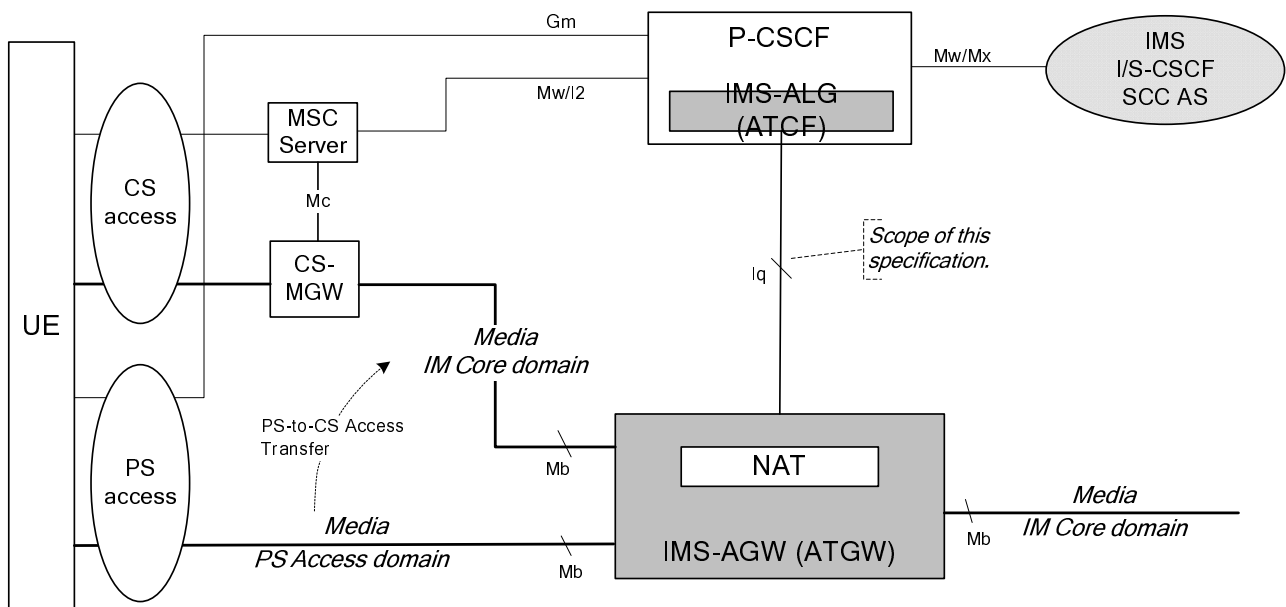 Gm
P-CSCF
IMS-ALG
(ATCF)
Mw/Mx
IMS
I/S-CSCF
SCC AS
Mw/I2
MSC
Server
CS
access
Mc
CS-
MGW
Iq
Scope of this
specification.
UE
Media
IM Core domain
PS-to-CS Access
Transfer
PS
access
Mb
NAT
IMS-AGW (ATGW)
Media
PS Access domain
Mb
Media
IM Core domain
Mb